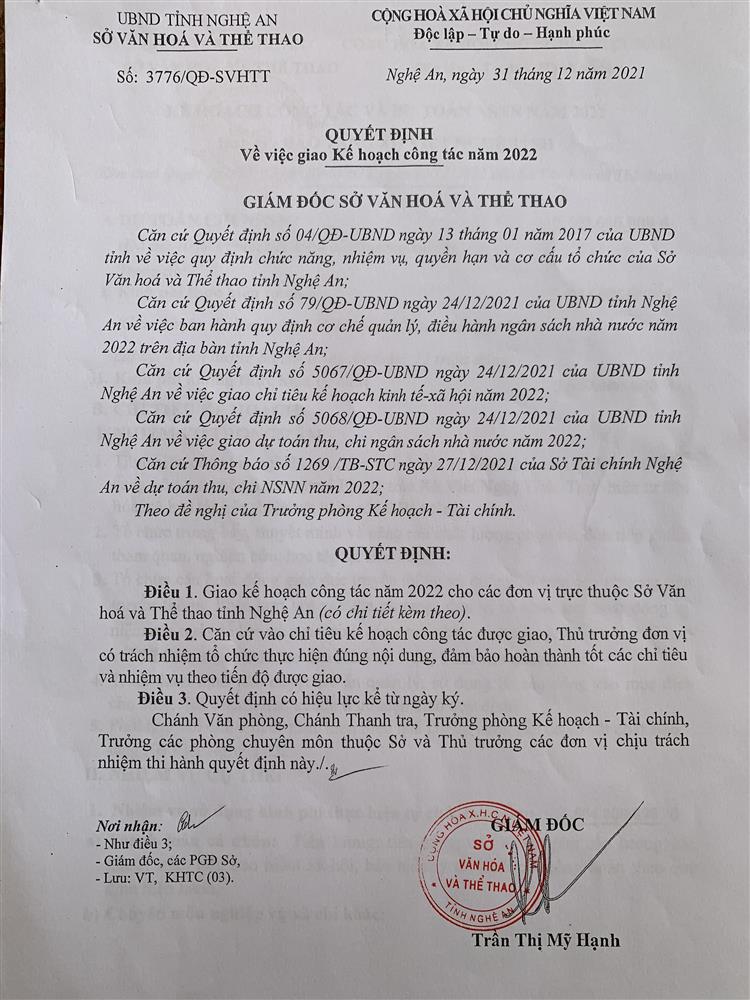 UBND TỈNH NGHỆ AN
SỞ VĂN HOÁ VÀ THỂ THAO
Số: 3776/QĐ-SVHTT
CỘNG HOÀ XÃ HỘI CHỦ NGHĨA VIỆT NAM
Độc lập – Tự do – Hạnh phúc
Nghệ An, ngày 31 tháng 12 năm 2021
QUYẾT ĐỊNH
Về việc giao Kế hoạch công tác năm 2022
GIÁM ĐỐC SỞ VĂN HOÁ VÀ THỂ THAO
Căn cứ Quyết định số 04/QĐ-UBND ngày 13 tháng 01 năm 2017 của UBND
tỉnh về việc quy định chức năng, nhiệm vụ, quyền hạn và cơ cấu tổ chức của Sở
Văn hoá và Thể thao tỉnh Nghệ An;
Căn cứ Quyết định số 79/QĐ-UBND ngày 24/12/2021 của UBND tỉnh Nghệ
An về việc ban hành quy định cơ chế quản lý, điều hành ngân sách nhà nước năm
2022 trên địa bàn tỉnh Nghệ An;
Căn cứ Quyết định số 5067/QĐ-UBND ngày 24/12/2021 của UBND tỉnh
Nghệ An về việc giao chỉ tiêu kế hoạch kinh tế-xã hội năm 2022;
Căn cứ Quyết định số 5068/QĐ-UBND ngày 24/12/2021 của UBND tỉnh
Nghệ An về việc giao dự toán thu, chi ngân sách nhà nước năm 2022;
Căn cứ Thông báo số 1269 /TB-STC ngày 27/12/2021 của Sở Tài chính Nghệ
An về dự toán thu, chi NSNN năm 2022;
Theo đề nghị của Trưởng phòng Kế hoạch - Tài chính.
QUYẾT ĐỊNH:
Điều 1. Giao kế hoạch công tác năm 2022 cho các đơn vị trực thuộc Sở Văn
hoá và Thể thao tỉnh Nghệ An (có chi tiết kèm theo).
Điều 2. Căn cứ vào chỉ tiêu kế hoạch công tác được giao, Thủ trưởng đơn vị
có trách nhiệm tổ chức thực hiện đúng nội dung, đảm bảo hoàn thành tốt các chỉ tiêu
và nhiệm vụ theo tiến độ được giao.
Điều 3. Quyết định có hiệu lực kể từ ngày ký.
Chánh Văn phòng, Chánh Thanh tra, Trưởng phòng Kế hoạch - Tài chính,
Trưởng các phòng chuyên môn thuộc Sở và Thủ trưởng các đơn vị chịu trách
nhiệm thi hành quyết định này./.
Nơi nhận:
- Như điều 3;
- Giám đốc, các PGĐ Sở,
- Lưu: VT, KHTC (03).
GIÁM ĐỐC
CỘNG HÒA X.H.C.N VIỆT NAM
SỞ
VĂN HÓA
VÀ THỂ THAO
TỈNH NGHỆ AN
Trần Thị Mỹ Hạnh